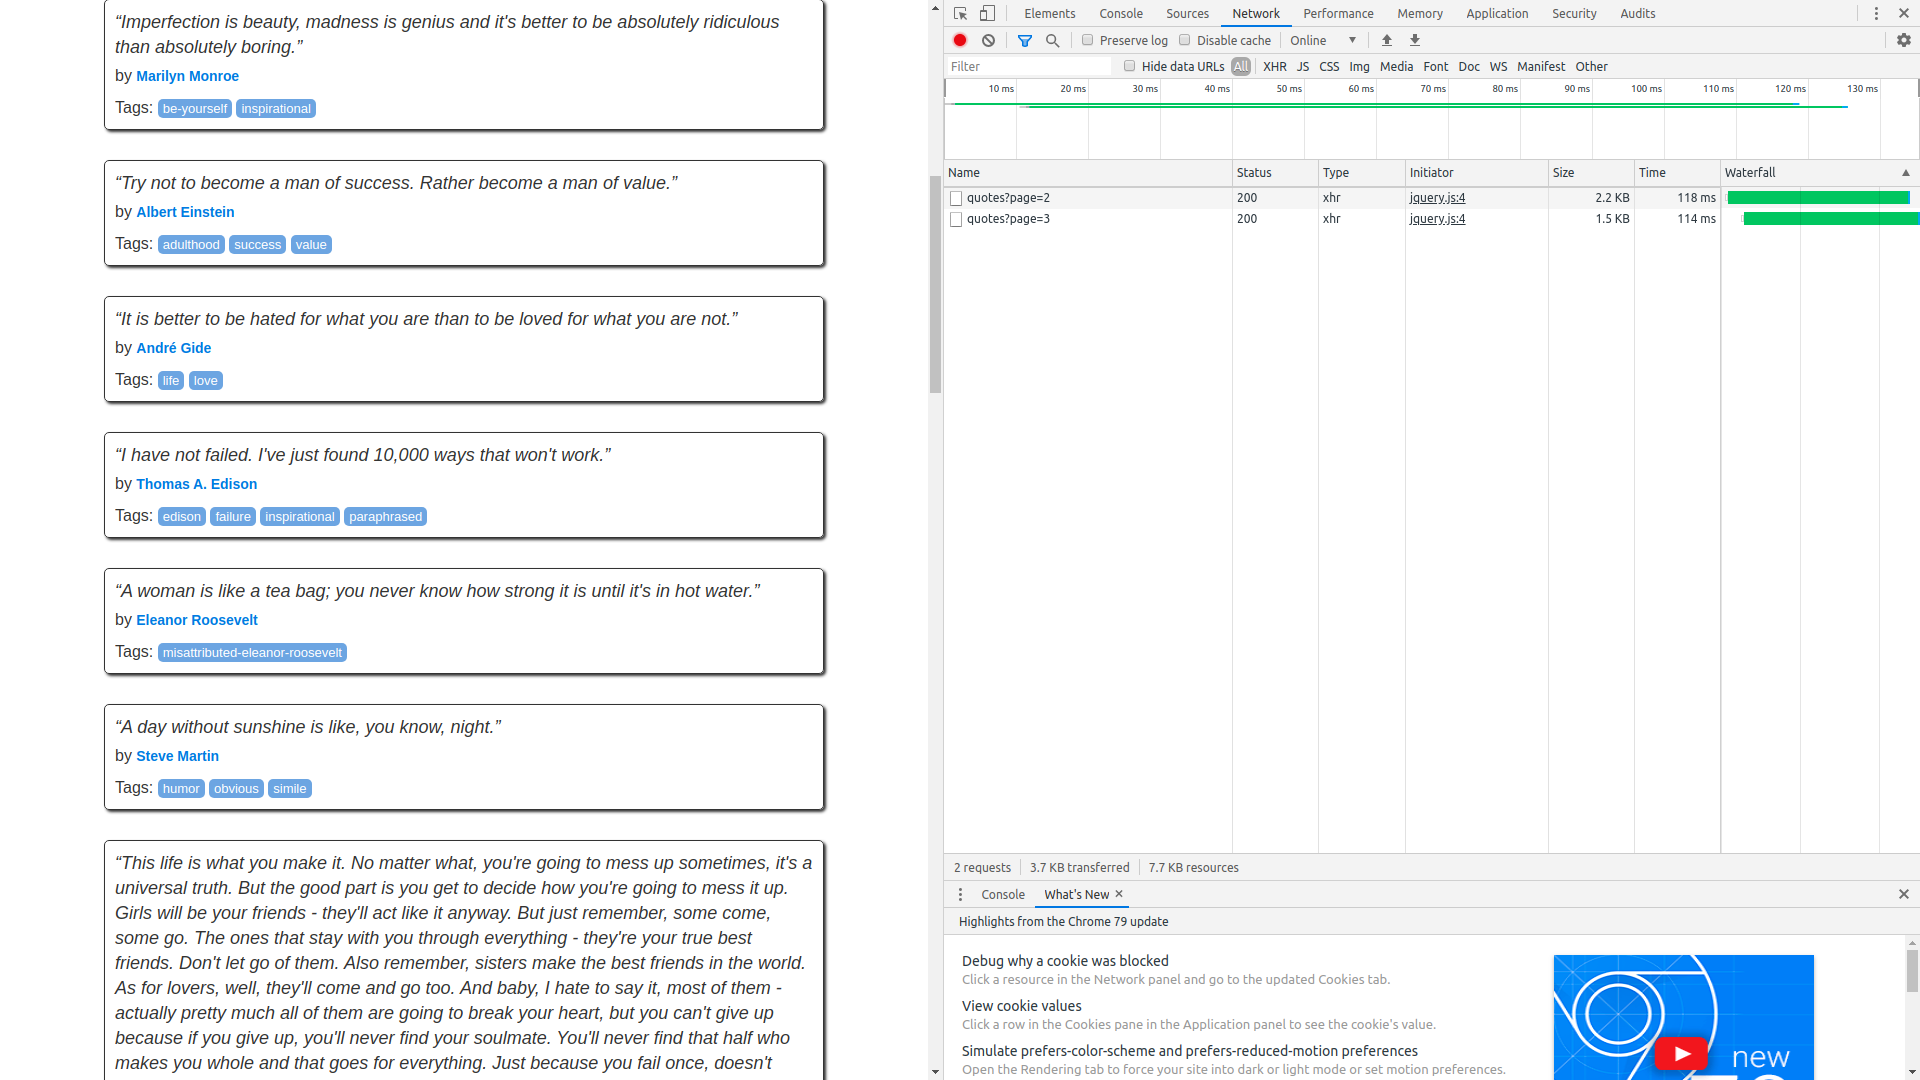 “Imperfection is beauty, madness is genius and it's better to be absolutely ridiculous
than absolutely boring.”
by Marilyn Monroe
Tags: be-yourself inspirational
“Try not to become a man of success. Rather become a man of value.”
by Albert Einstein
Tags: adulthood success value
“It is better to be hated for what you are than to be loved for what you are not.”
by André Gide
Tags: life love
“I have not failed. I've just found 10,000 ways that won't work.”
by Thomas A. Edison
Tags: edison failure inspirational paraphrased
“A woman is like a tea bag; you never know how strong it is until it's in hot water.”
by Eleanor Roosevelt
Tags: misattributed-eleanor-roosevelt
“A day without sunshine is like, you know, night.”
by Steve Martin
Tags: humor obvious simile
“This life is what you make it. No matter what, you're going to mess up sometimes, it's a
universal truth. But the good part is you get to decide how you're going to mess it up.
Girls will be your friends - they'll act like it anyway. But just remember, some come,
some go. The ones that stay with you through everything - they're your true best
friends. Don't let go of them. Also remember, sisters make the best friends in the world.
As for lovers, well, they'll come and go too. And baby, I hate to say it, most of them -
actually pretty much all of them are going to break your heart, but you can't give up
because if you give up, you'll never find your soulmate. You'll never find that half who
makes you whole and that goes for everything. Just because you fail once, doesn't
Elements Console Sources Network Performance Memory Application Security Audits
Preserve log Disable cache Online
Filter Hide data URLs All XHR JS CSS Img Media Font Doc WS Manifest Other
10 ms 20 ms 30 ms 40 ms 50 ms 60 ms 70 ms 80 ms 90 ms 100 ms 110 ms 120 ms 130 ms
Name Status Type Initiator Size Time Waterfall
quotes?page=2 200 xhr jquery.js:4 2.2 KB 118 ms
quotes?page=3 200 xhr jquery.js:4 1.5 KB 114 ms
2 requests 3.7 KB transferred 7.7 KB resources
Console What's New
Highlights from the Chrome 79 update
Debug why a cookie was blocked
Click a resource in the Network panel and go to the updated Cookies tab.
View cookie values
Click a row in the Cookies pane in the Application panel to see the cookie's value.
Simulate prefers-color-scheme and prefers-reduced-motion preferences
Open the Rendering tab to force your site into dark or light mode or set motion preferences.
new